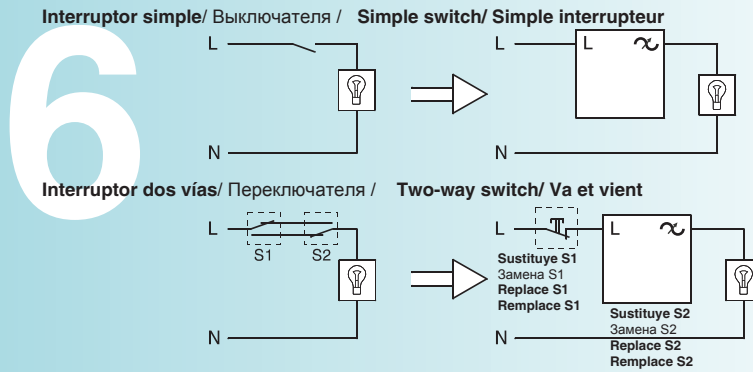 6
Interruptor simple/ Выключателя / Simple switch/ Simple interrupteur
L
N
L L
N
Interruptor dos vías/ Переключателя / Two-way switch/ Va et vient
L
S1 S2
N
L L
Sustituye S1
Замена S1
Replace S1
Remplace S1
N
Sustituye S2
Замена S2
Replace S2
Remplace S2